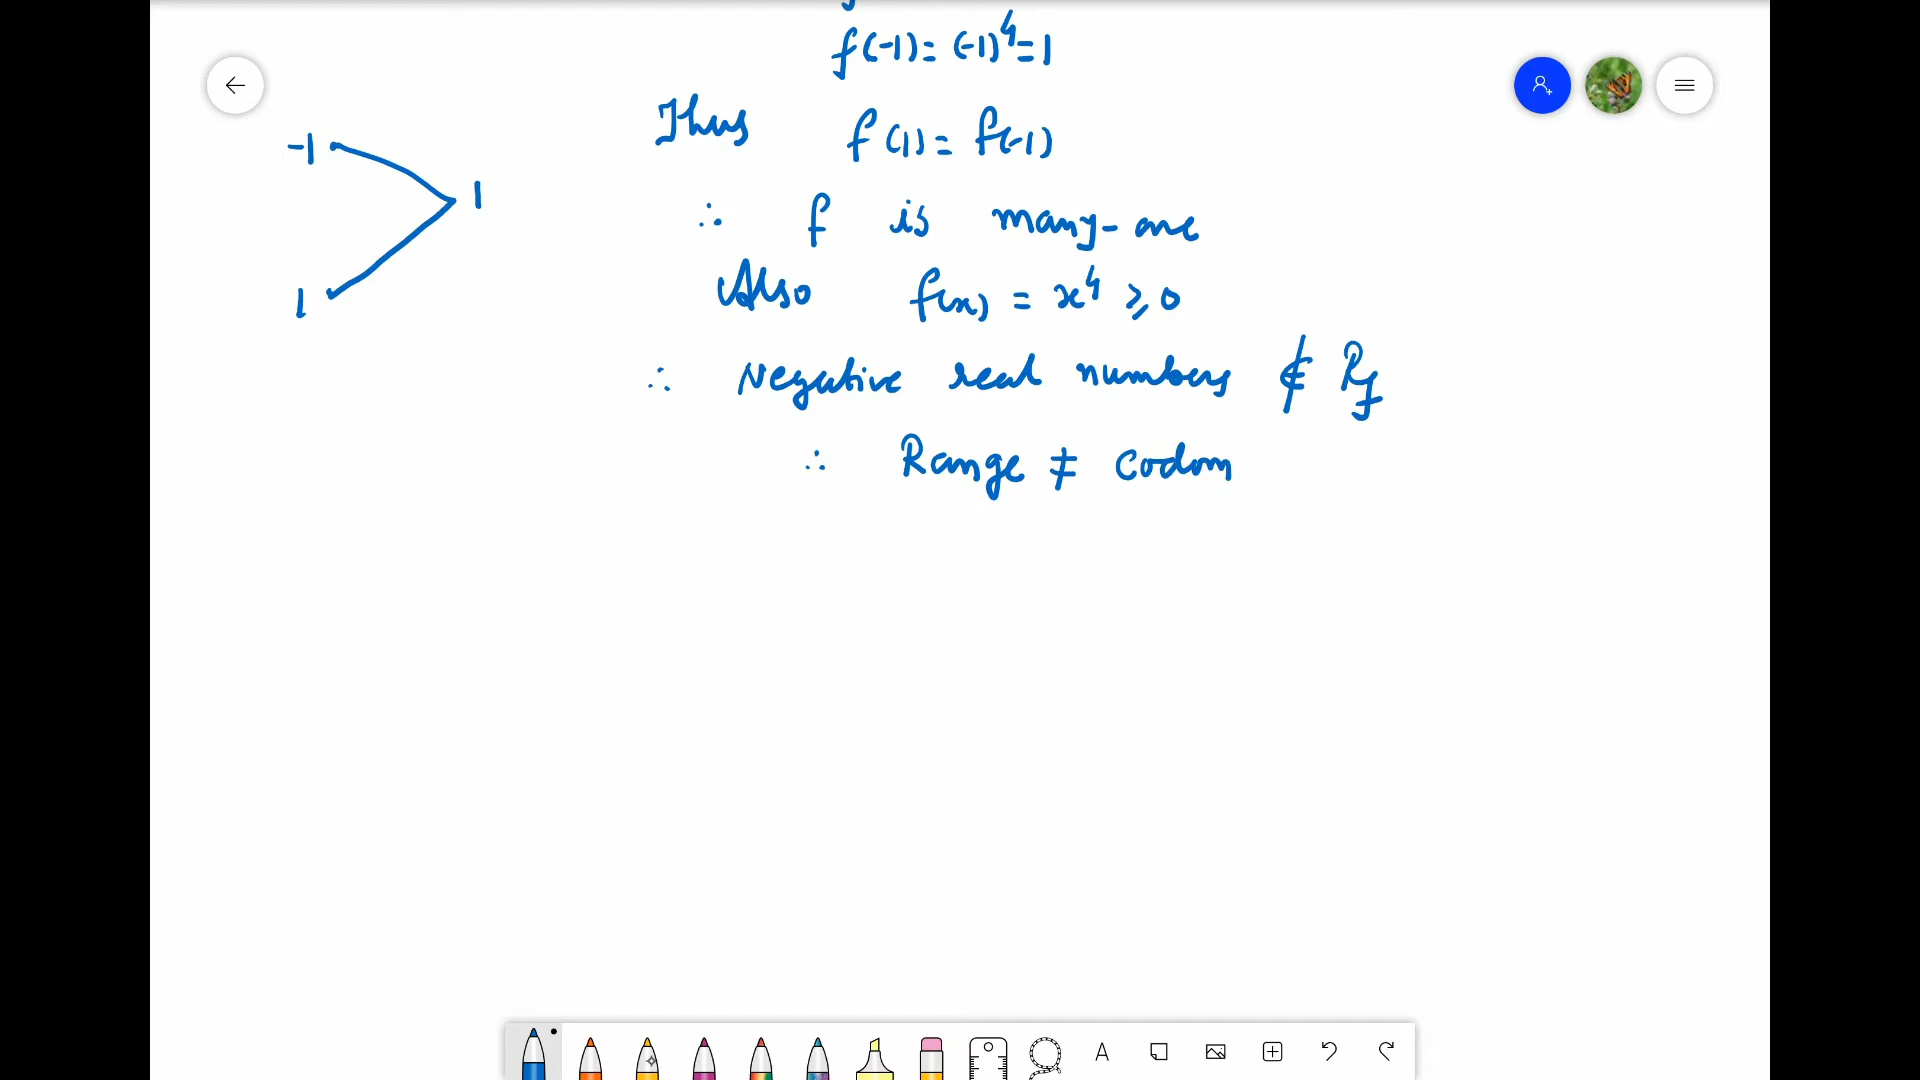 f(-1) = (-1)⁴ = 1
Thus f(1) = f(-1)
∴ f is many-one
Also f(x) = x⁴ ≥ 0
∴ Negative real numbers ∉ Rf
∴ Range ≠ Codom
-1
1
1
A